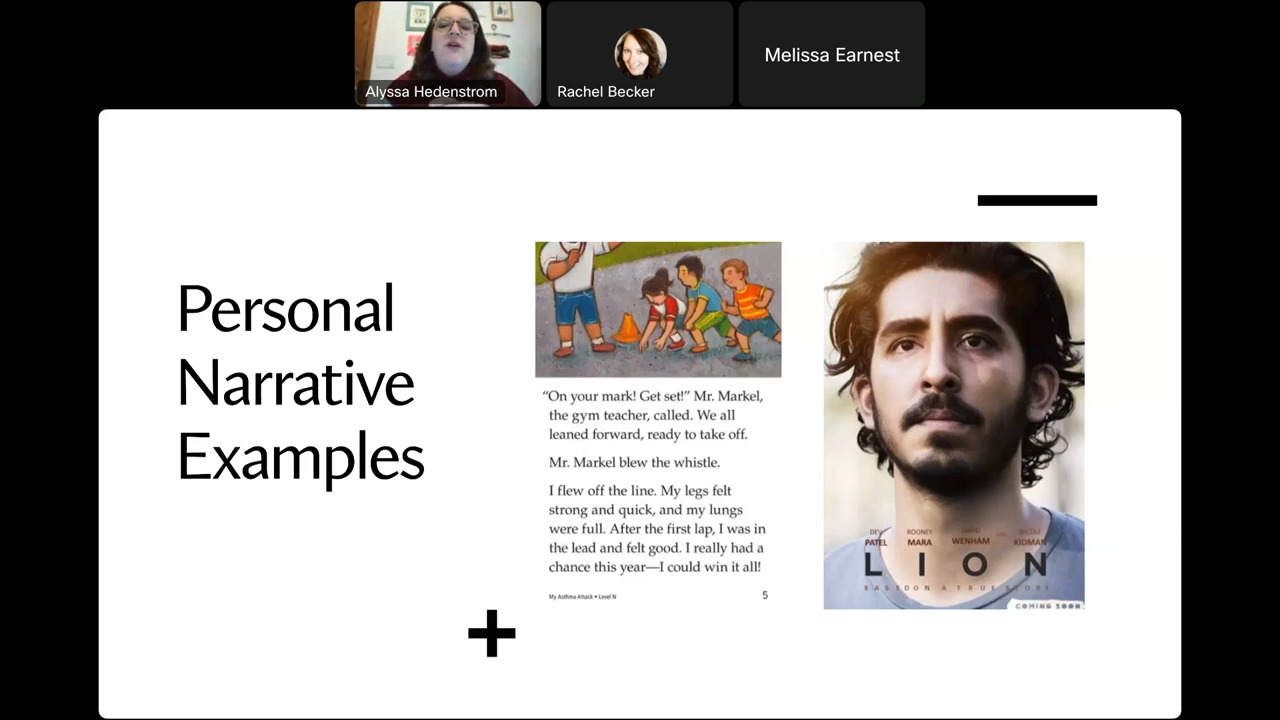 Alyssa Hedenstrom
Rachel Becker
Melissa Earnest
Personal
Narrative
Examples
“On your mark! Get set!” Mr. Markel,
the gym teacher, called. We all
leaned forward, ready to take off.
Mr. Markel blew the whistle.
I flew off the line. My legs felt
strong and quick, and my lungs
were full. After the first lap, I was in
the lead and felt good. I really had a
chance this year—I could win it all!
My Asthma Attack • Level N
5
DEV ROONEY DAVID AND NICOLE
PATEL MARA WENHAM KIDMAN
LION
BASED ON A TRUE STORY
COMING SOON